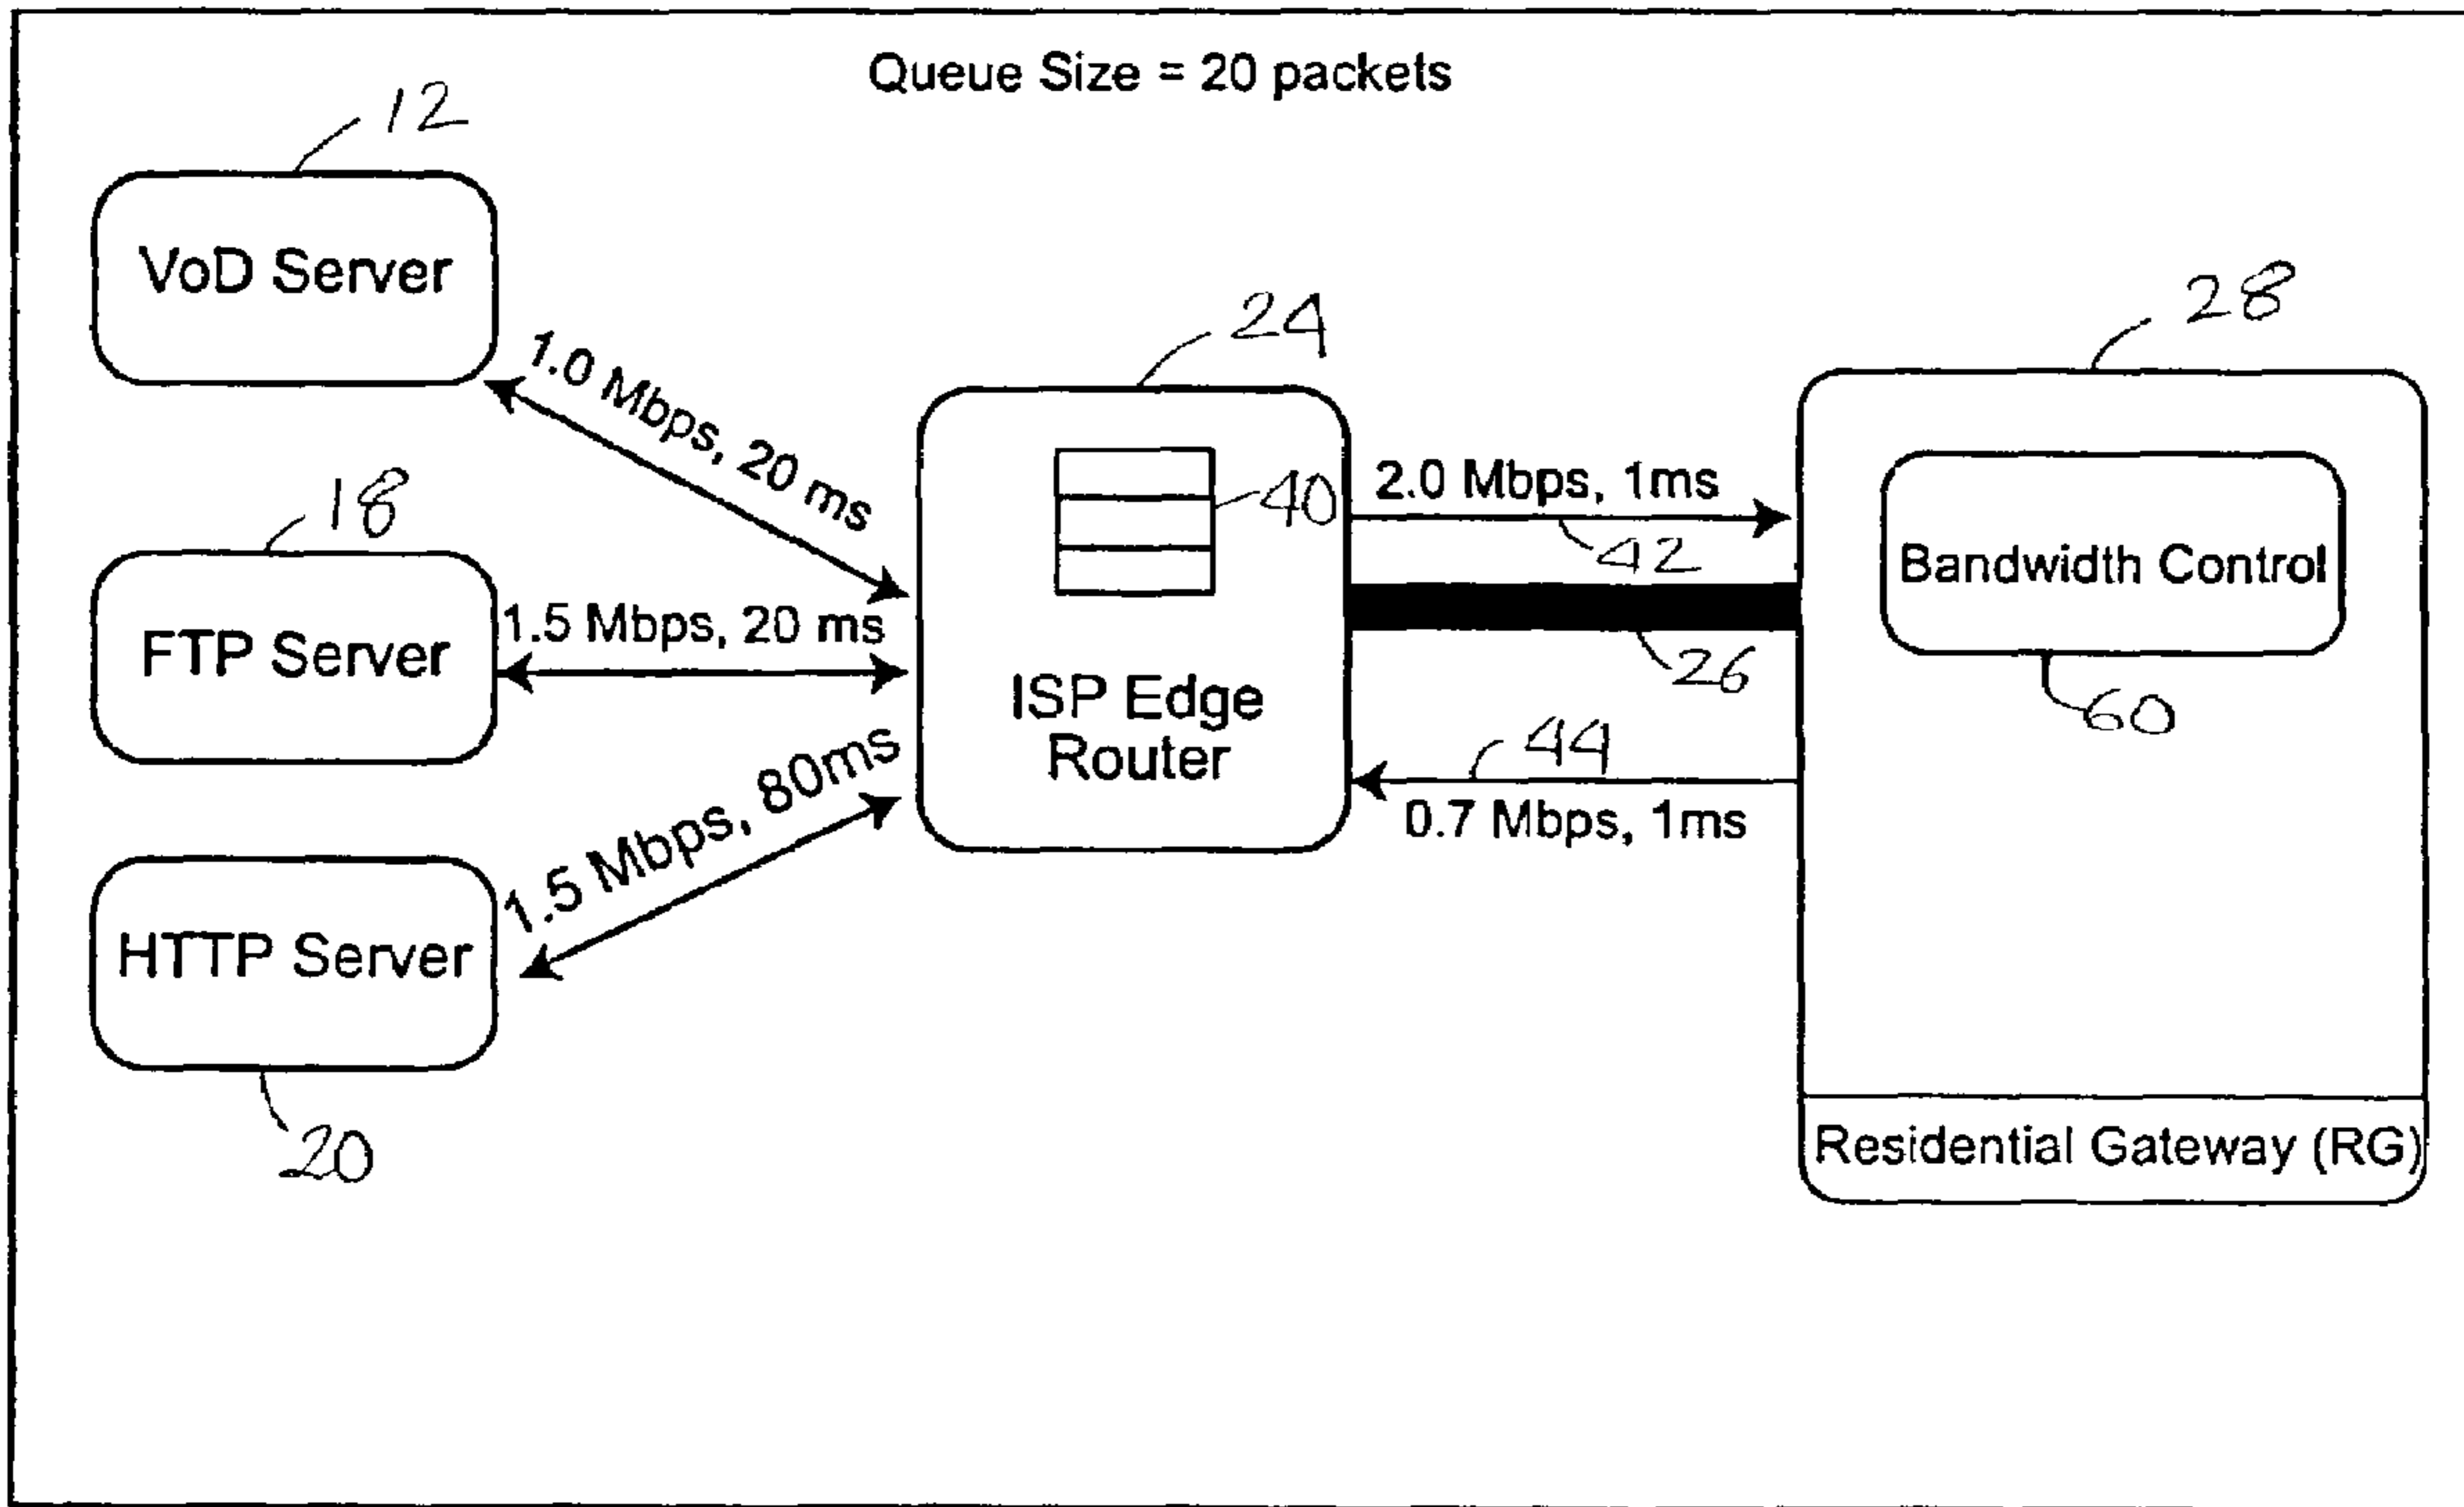 Queue Size = 20 packets
12
VoD Server
1.0 Mbps, 20 ms
18
FTP Server
1.5 Mbps, 20 ms
HTTP Server
1.5 Mbps, 80ms
20
24
40
ISP Edge
Router
2.0 Mbps, 1ms
42
26
44
0.7 Mbps, 1ms
28
Bandwidth Control
60
Residential Gateway (RG)